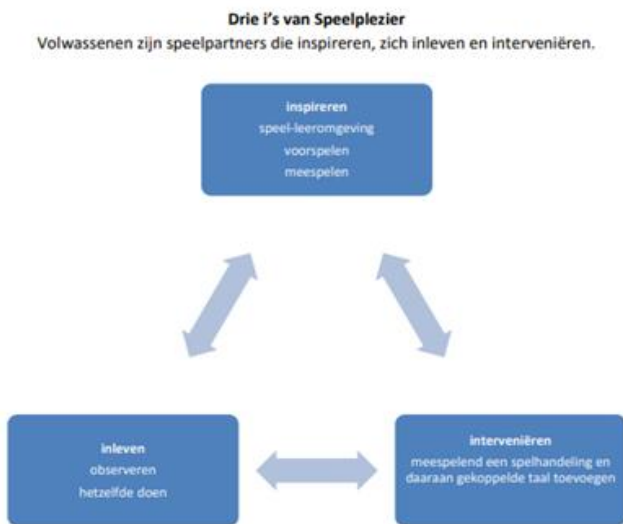 Drie i's van Speelplezier
Volwassenen zijn speelpartners die inspireren, zich inleven en interveniëren.
inspireren
speel-leeromgeving
voorspelen
meespelen
inleven
observeren
hetzelfde doen
interveniëren
meespelend een spelhandeling en
daaraan gekoppelde taal toevoegen